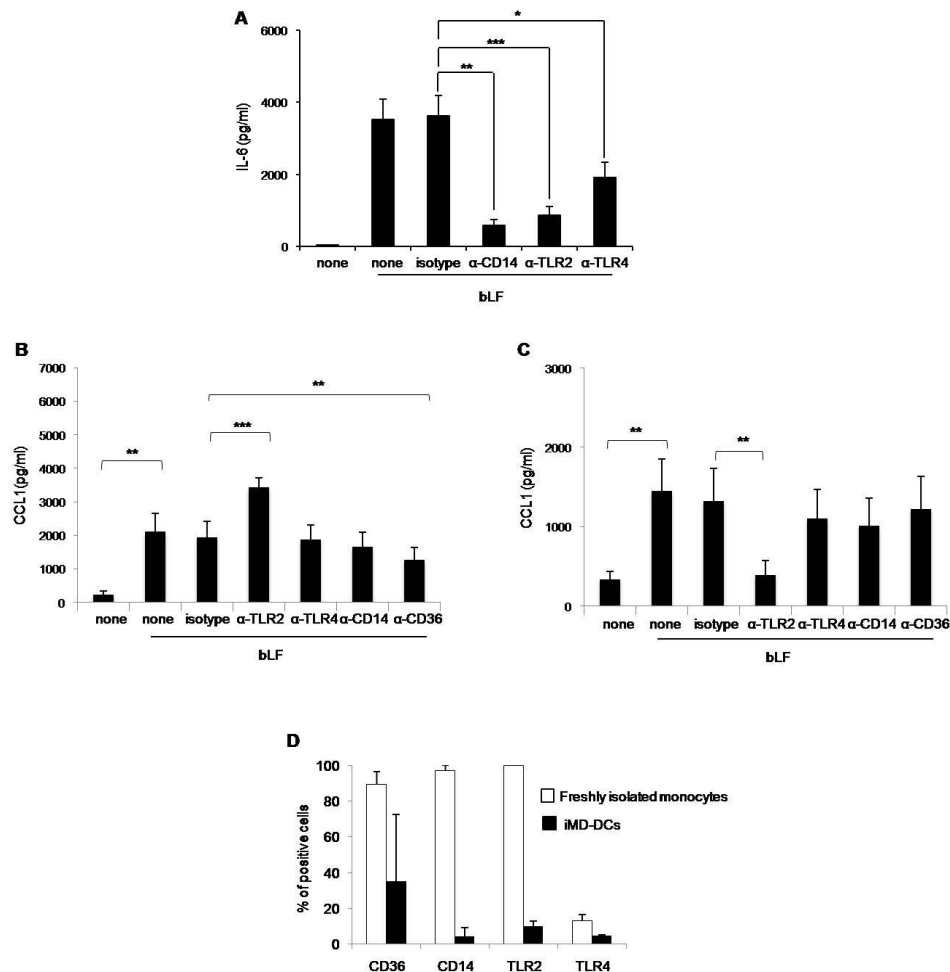 A
6000
4000
2000
0
IL-6 (pg/ml)
*
***
**
none none isotype α-CD14 α-TLR2 α-TLR4
bLF
B
7000
6000
5000
4000
3000
2000
1000
0
CCL1 (pg/ml)
**
***
**
none none isotype α-TLR2 α-TLR4 α-CD14 α-CD36
bLF
C
3000
2000
1000
0
CCL1 (pg/ml)
** **
none none isotype α-TLR2 α-TLR4 α-CD14 α-CD36
bLF
D
100
80
60
40
20
0
% of positive cells
Freshly isolated monocytes
iMD-DCs
CD36 CD14 TLR2 TLR4